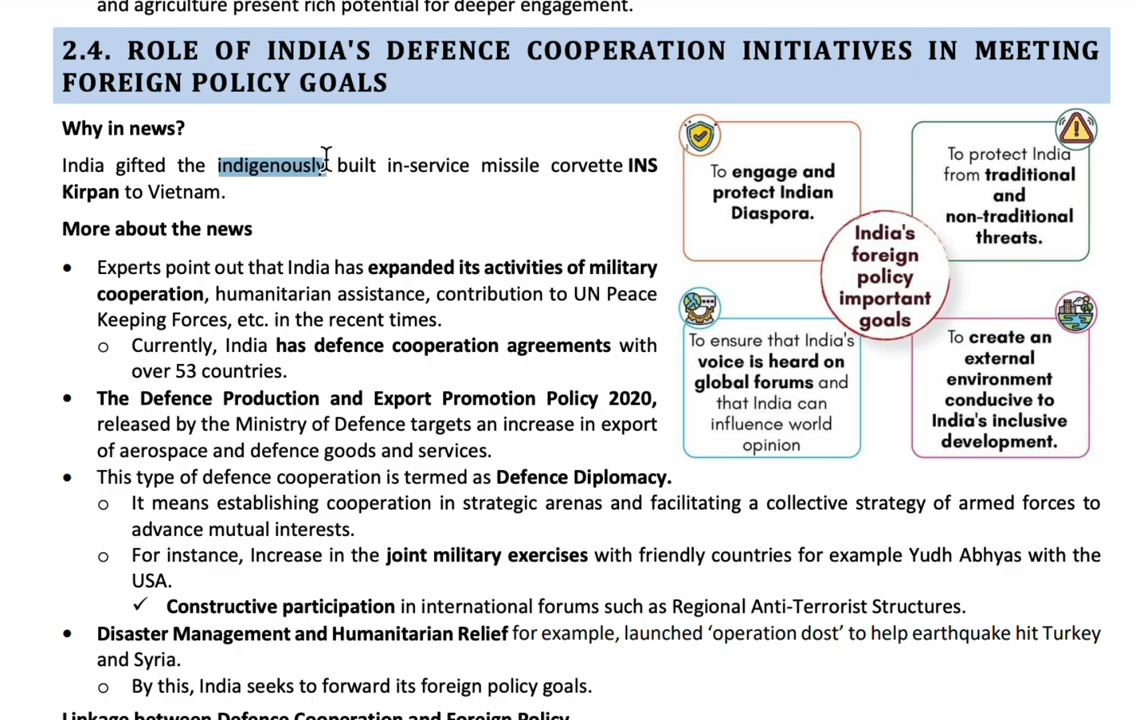 and agriculture present rich potential for deeper engagement.
2.4. ROLE OF INDIA'S DEFENCE COOPERATION INITIATIVES IN MEETING
FOREIGN POLICY GOALS
Why in news?
India gifted the indigenously built in-service missile corvette INS
Kirpan to Vietnam.
More about the news
• Experts point out that India has expanded its activities of military
cooperation, humanitarian assistance, contribution to UN Peace
Keeping Forces, etc. in the recent times.
o Currently, India has defence cooperation agreements with
over 53 countries.
• The Defence Production and Export Promotion Policy 2020,
released by the Ministry of Defence targets an increase in export
of aerospace and defence goods and services.
To engage and
protect Indian
Diaspora.
To protect India
from traditional
and
non-traditional
threats.
India's
foreign
policy
important
goals
To ensure that India's
voice is heard on
global forums and
that India can
influence world
opinion
To create an
external
environment
conducive to
India's inclusive
development.
• This type of defence cooperation is termed as Defence Diplomacy.
o It means establishing cooperation in strategic arenas and facilitating a collective strategy of armed forces to
advance mutual interests.
o For instance, Increase in the joint military exercises with friendly countries for example Yudh Abhyas with the
USA.
✓ Constructive participation in international forums such as Regional Anti-Terrorist Structures.
• Disaster Management and Humanitarian Relief for example, launched ‘operation dost’ to help earthquake hit Turkey
and Syria.
o By this, India seeks to forward its foreign policy goals.
Linkage between Defence Cooperation and Foreign Policy